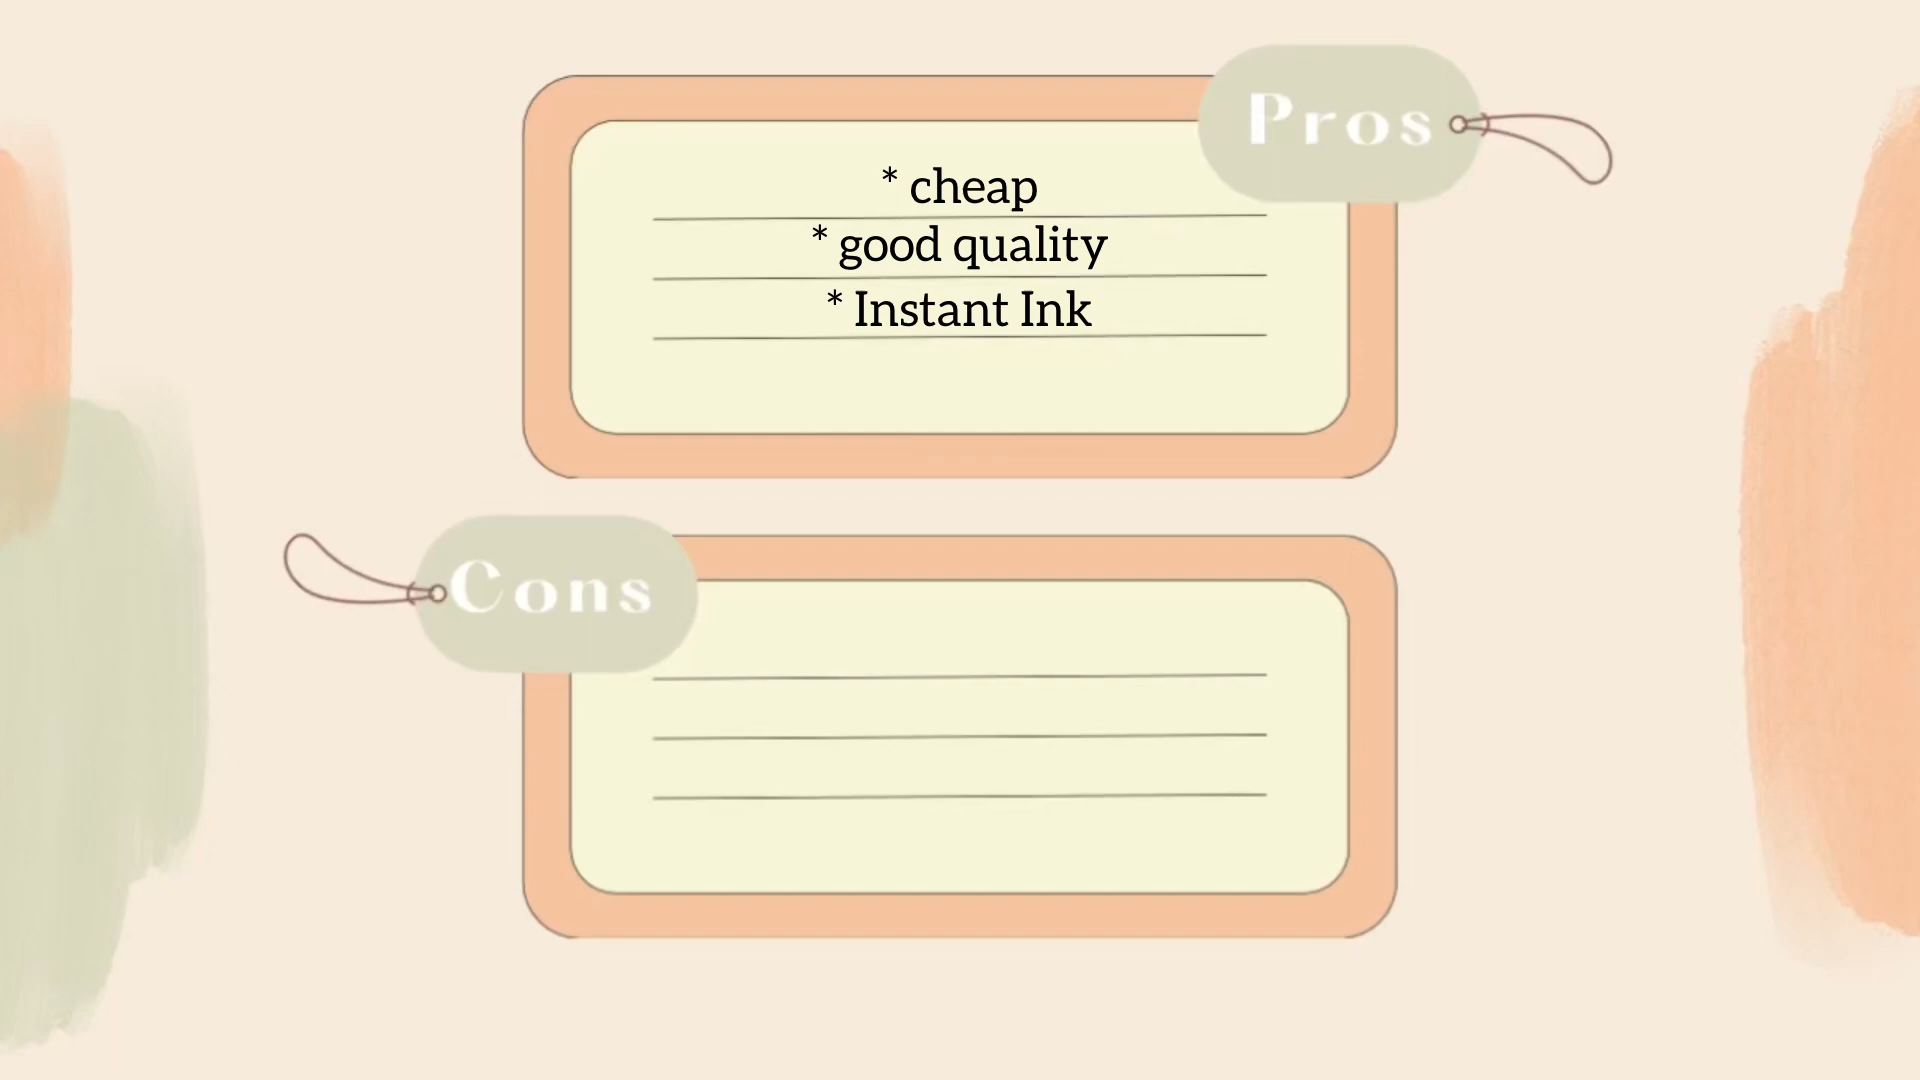 Pros
* cheap
* good quality
* Instant Ink
Cons